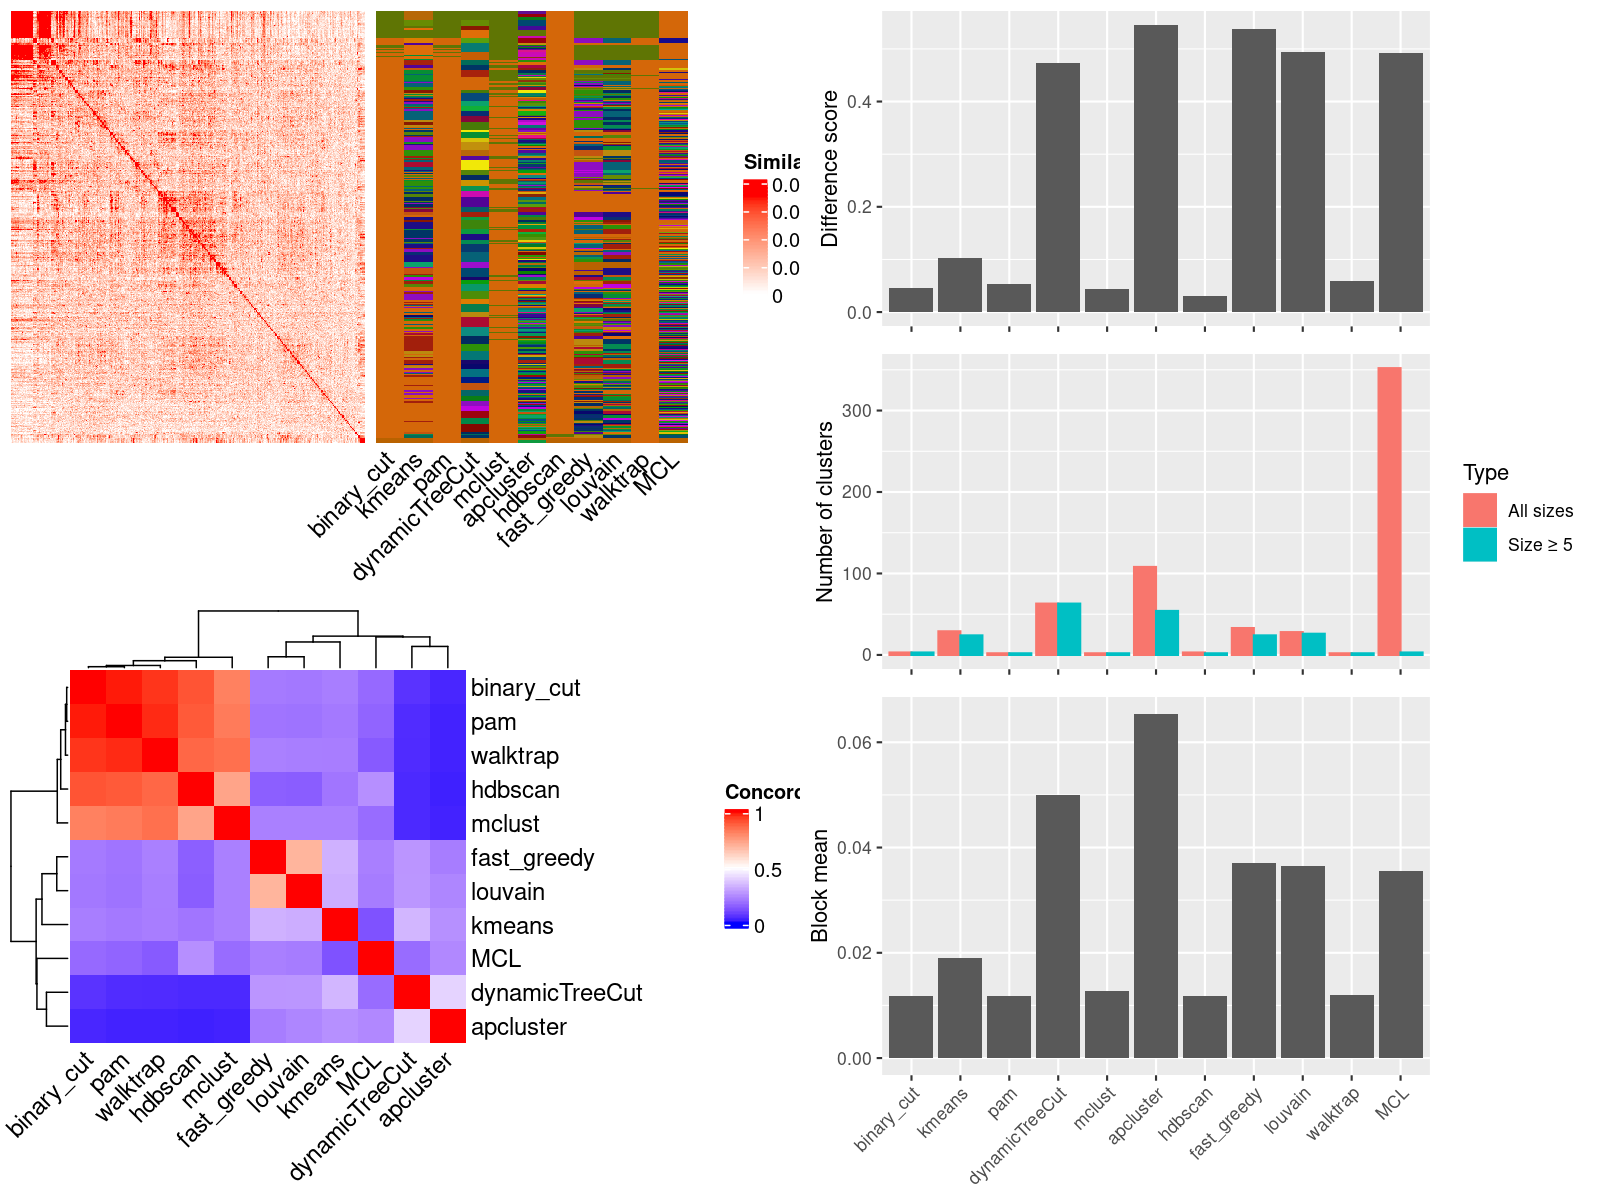 Simila
0.0
0.0
0.0
0.0
0
binary_cut
kmeans
pam
dynamicTreeCut
mclust
apcluster
hdbscan
fast_greedy
louvain
walktrap
MCL
binary_cut
pam
walktrap
hdbscan
mclust
fast_greedy
louvain
kmeans
MCL
dynamicTreeCut
apcluster
binary_cut
pam
walktrap
hdbscan
mclust
fast_greedy
louvain
kmeans
MCL
dynamicTreeCut
apcluster
Concord
1
0.5
0
Difference score
0.4
0.2
0.0
Number of clusters
300
200
100
0
Type
All sizes
Size ≥ 5
Block mean
0.06
0.04
0.02
0.00
binary_cut
kmeans
pam
dynamicTreeCut
mclust
apcluster
hdbscan
fast_greedy
louvain
walktrap
MCL